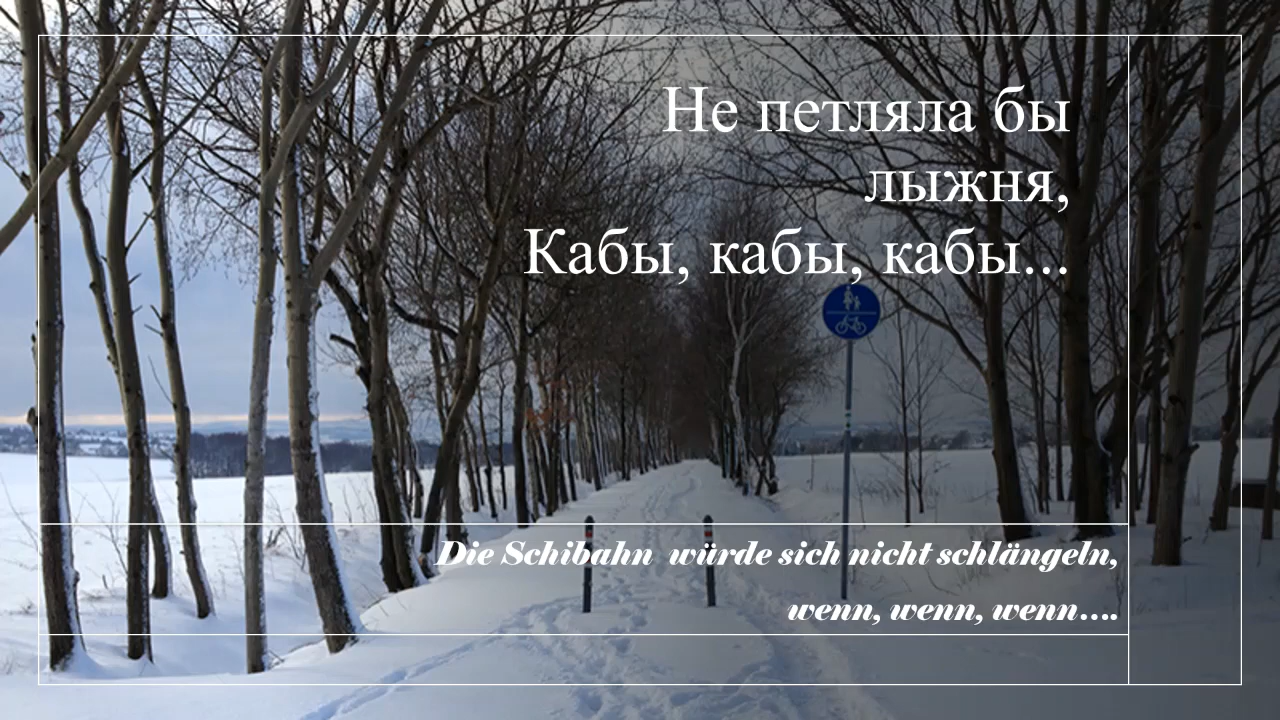 Не петляла бы
лыжня,
Кабы, кабы, кабы…
Die Schibahn  würde sich nicht schlängeln,
wenn, wenn, wenn….